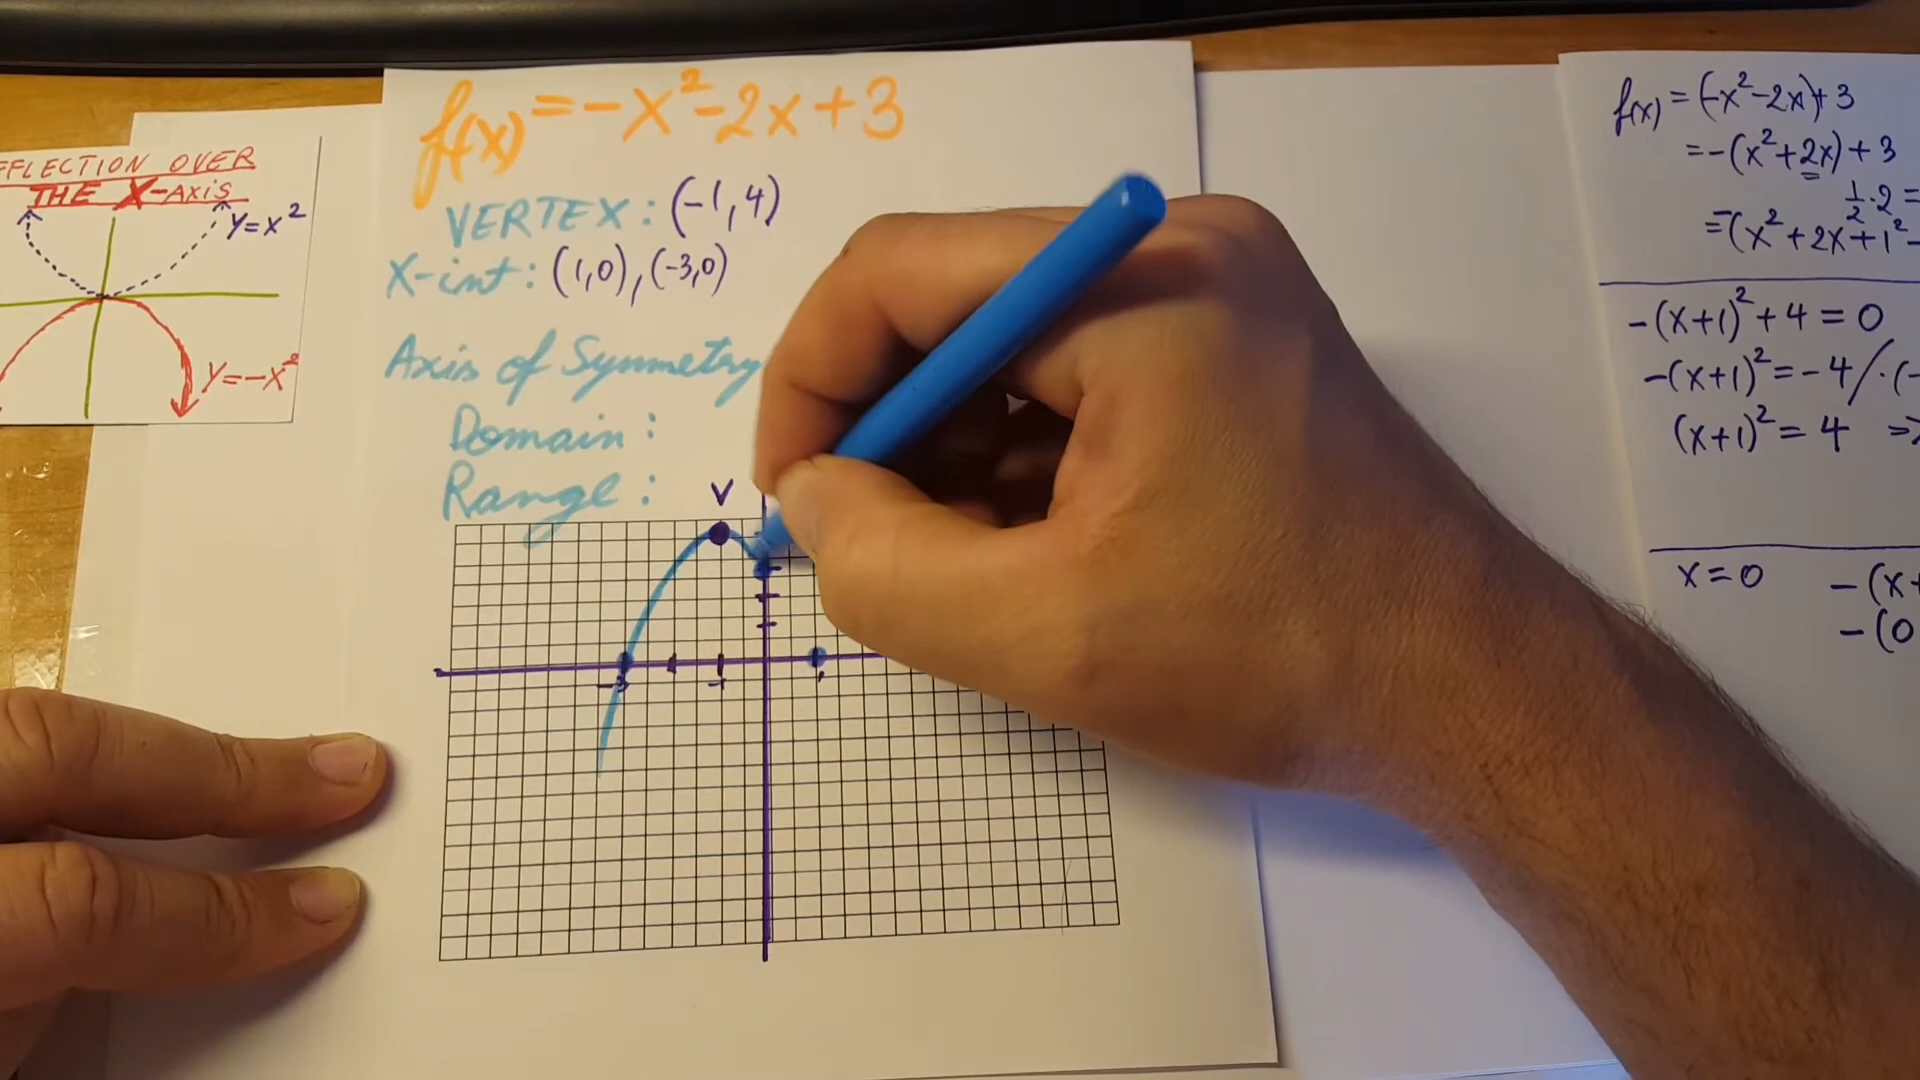 EFFLECTION OVER
THE X-AXIS
y=x²
y=-x²
f(x)=-x²-2x+3
VERTEX: (-1,4)
X-int: (1,0),(-3,0)
Axis of Symmetry
Domain:
Range:
V
-3
-1
1
f(x)=(-x²-2x)+3
=-(x²+2x)+3
½·2=
=-(x²+2x+1²-
-(x+1)²+4=0
-(x+1)²=-4/·(-
(x+1)²=4 =>
x=0
-(x+
-(0